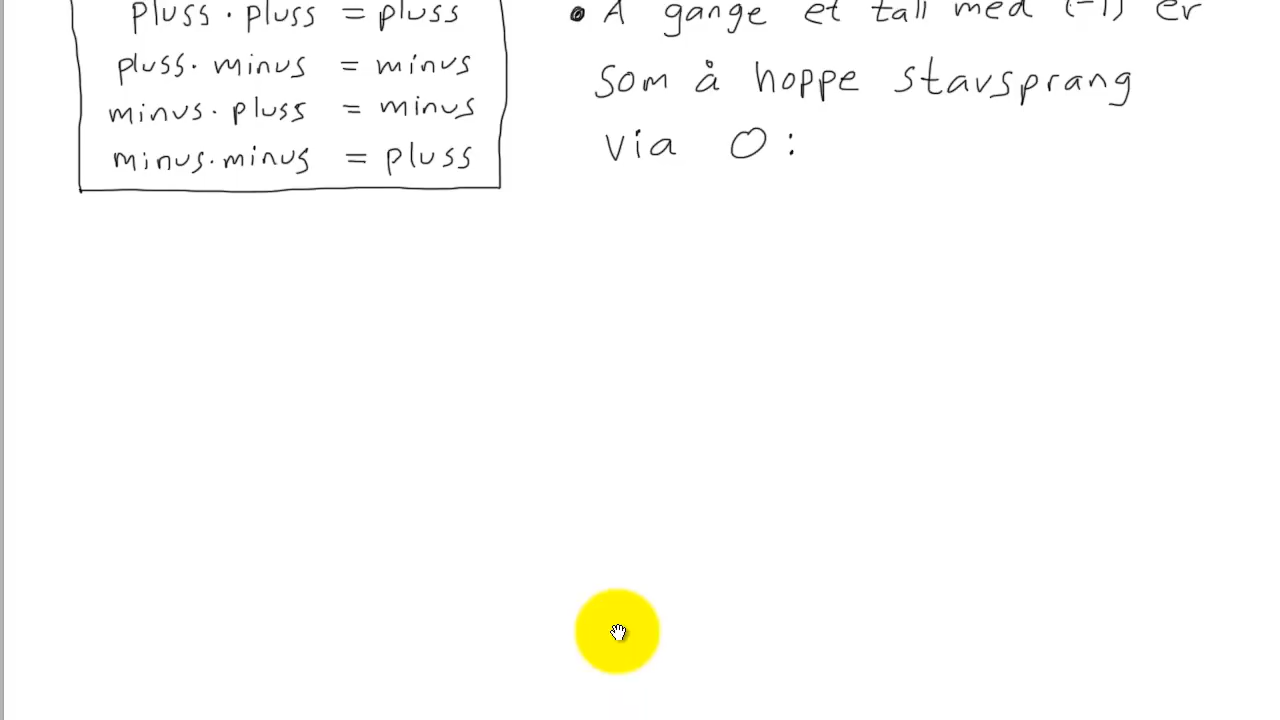 pluss · pluss = pluss
pluss · minus = minus
minus · pluss = minus
minus · minus = pluss
• Å gange et tall med (-1) er
som å hoppe stavsprang
via 0: